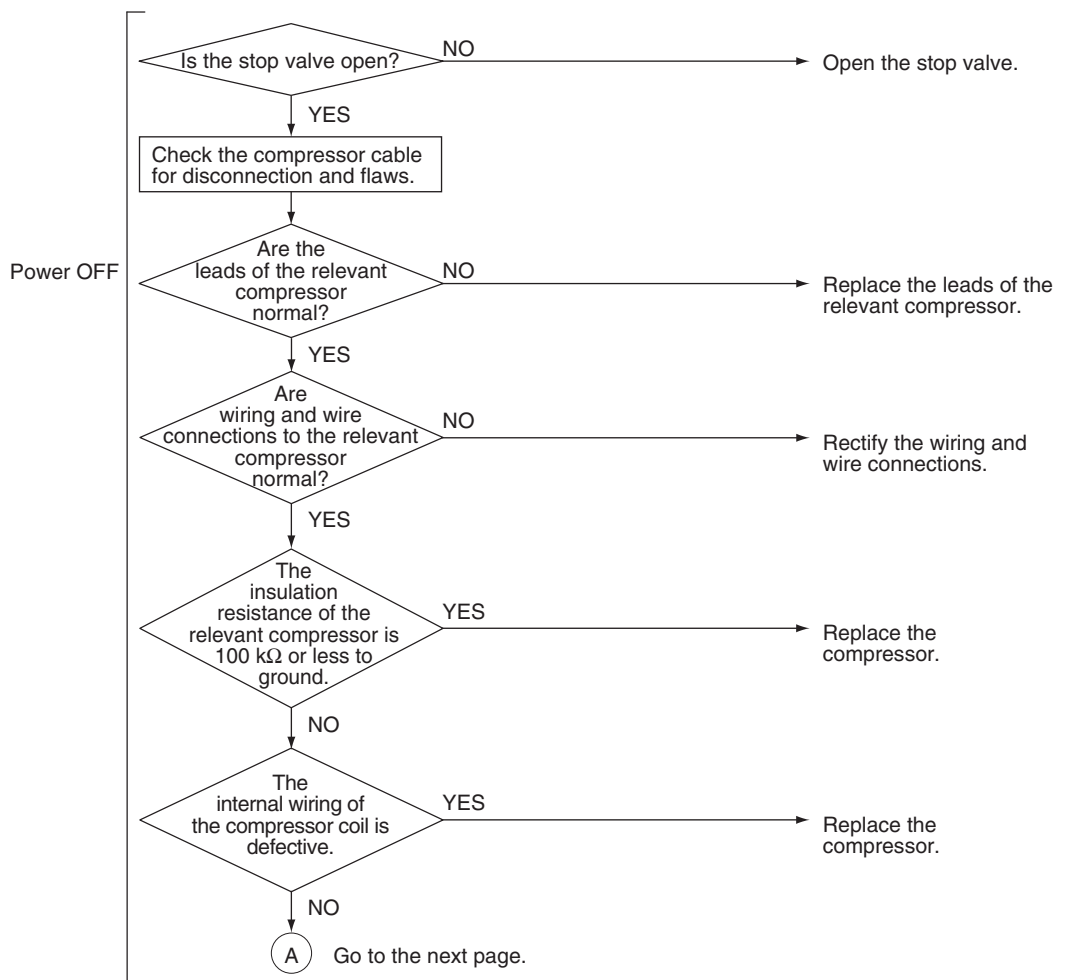 Is the stop valve open?
NO
Open the stop valve.
YES
Check the compressor cable
for disconnection and flaws.
Power OFF
Are the
leads of the relevant
compressor
normal?
NO
Replace the leads of the
relevant compressor.
YES
Are
wiring and wire
connections to the relevant
compressor
normal?
NO
Rectify the wiring and
wire connections.
YES
The
insulation
resistance of the
relevant compressor is
100 kΩ or less to
ground.
YES
Replace the
compressor.
NO
The
internal wiring of
the compressor coil is
defective.
YES
Replace the
compressor.
NO
A
Go to the next page.